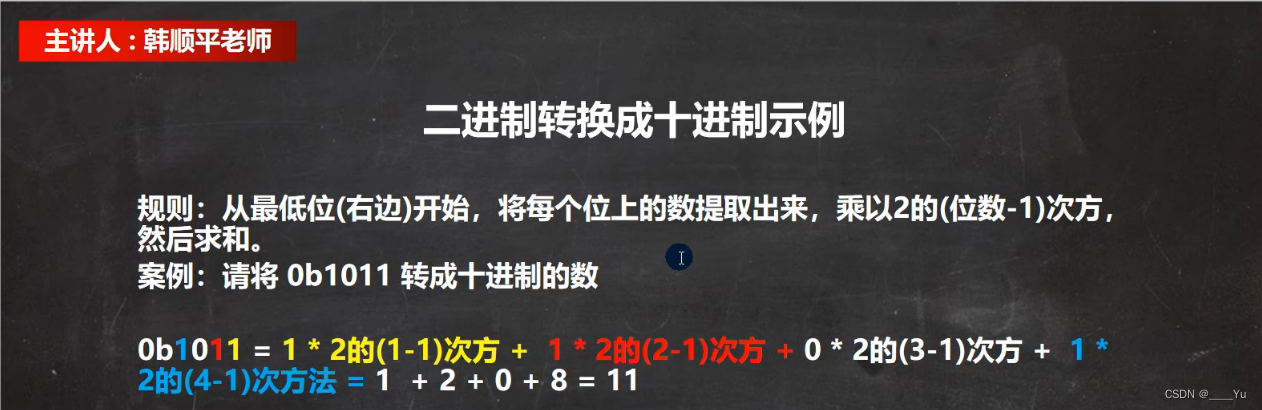 主讲人：韩顺平老师
二进制转换成十进制示例
规则：从最低位(右边)开始，将每个位上的数提取出来，乘以2的(位数-1)次方，
然后求和。
案例：请将 0b1011 转成十进制的数
0b1011 = 1 * 2的(1-1)次方 + 1 * 2的(2-1)次方 + 0 * 2的(3-1)次方 + 1 *
2的(4-1)次方法 = 1 + 2 + 0 + 8 = 11
CSDN @____Yu